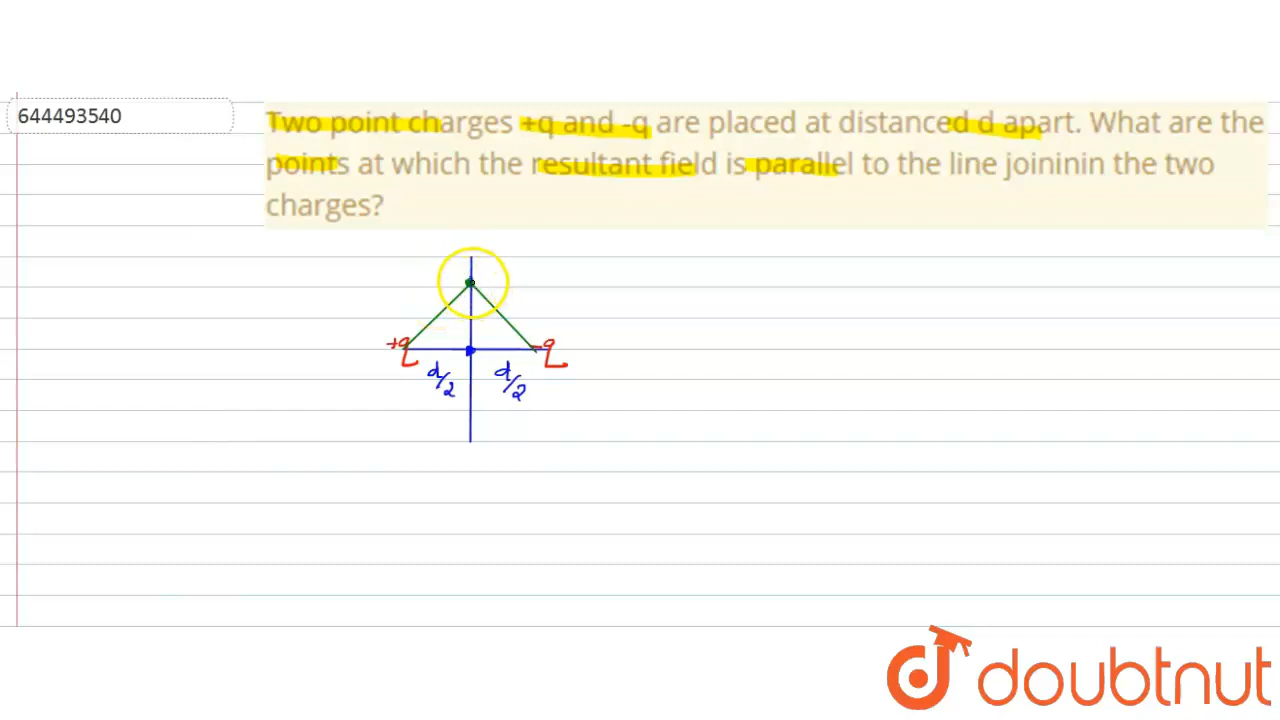 644493540
Two point charges +q and -q are placed at distanced d apart. What are the
points at which the resultant field is parallel to the line joininin the two
charges?
+q
-q
d/2
d/2
doubtnut